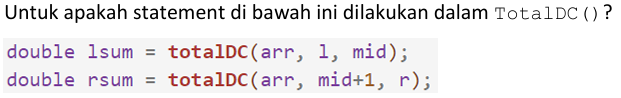 Untuk apakah statement di bawah ini dilakukan dalam TotalDC()?
double lsum = totalDC(arr, l, mid);
double rsum = totalDC(arr, mid+1, r);